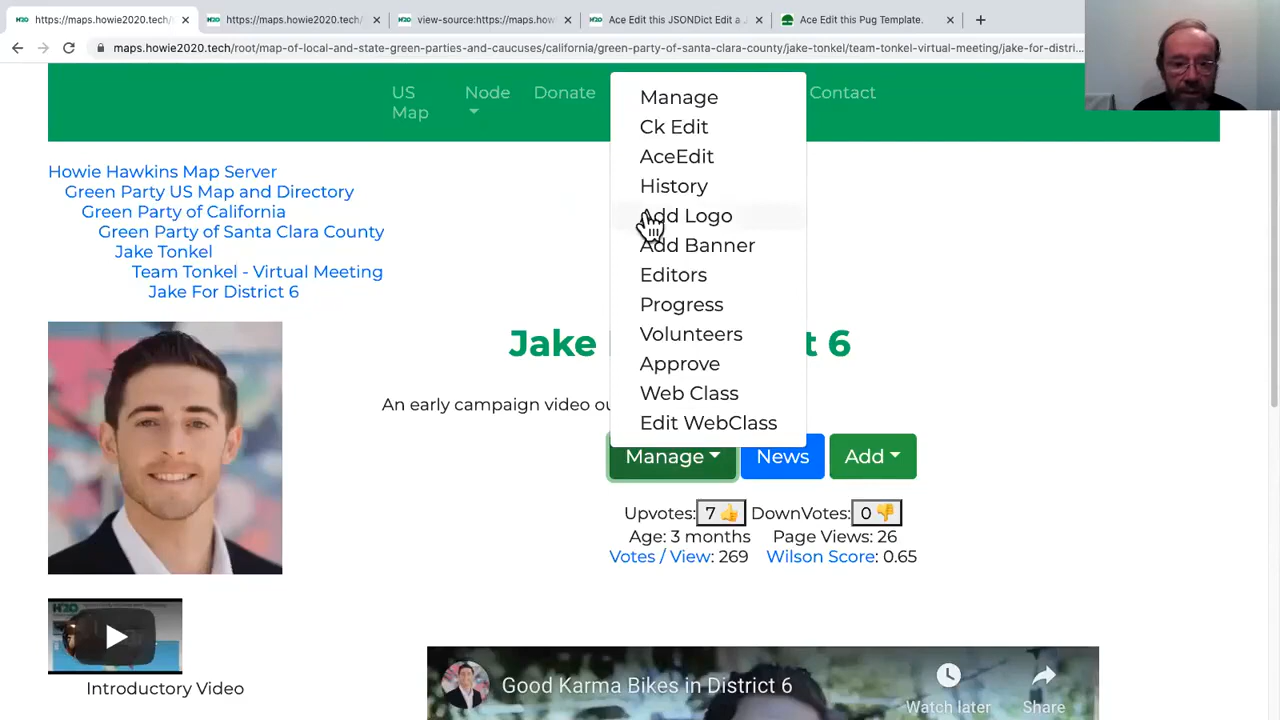 https://maps.howie2020.tech/
https://maps.howie2020.tech/
view-source:https://maps.how
Ace Edit this JSONDict Edit a J
Ace Edit this Pug Template.
maps.howie2020.tech/root/map-of-local-and-state-green-parties-and-caucuses/california/green-party-of-santa-clara-county/jake-tonkel/team-tonkel-virtual-meeting/jake-for-distri...
US Map
Node
Donate
Contact
Manage
Ck Edit
AceEdit
History
Add Logo
Add Banner
Editors
Progress
Volunteers
Approve
Web Class
Edit WebClass
Howie Hawkins Map Server
Green Party US Map and Directory
Green Party of California
Green Party of Santa Clara County
Jake Tonkel
Team Tonkel - Virtual Meeting
Jake For District 6
Jake t 6
An early campaign video ou
Manage News Add
Upvotes: 7 DownVotes: 0
Age: 3 months Page Views: 26
Votes / View: 269 Wilson Score: 0.65
H2O
Introductory Video
Good Karma Bikes in District 6
Watch later
Share